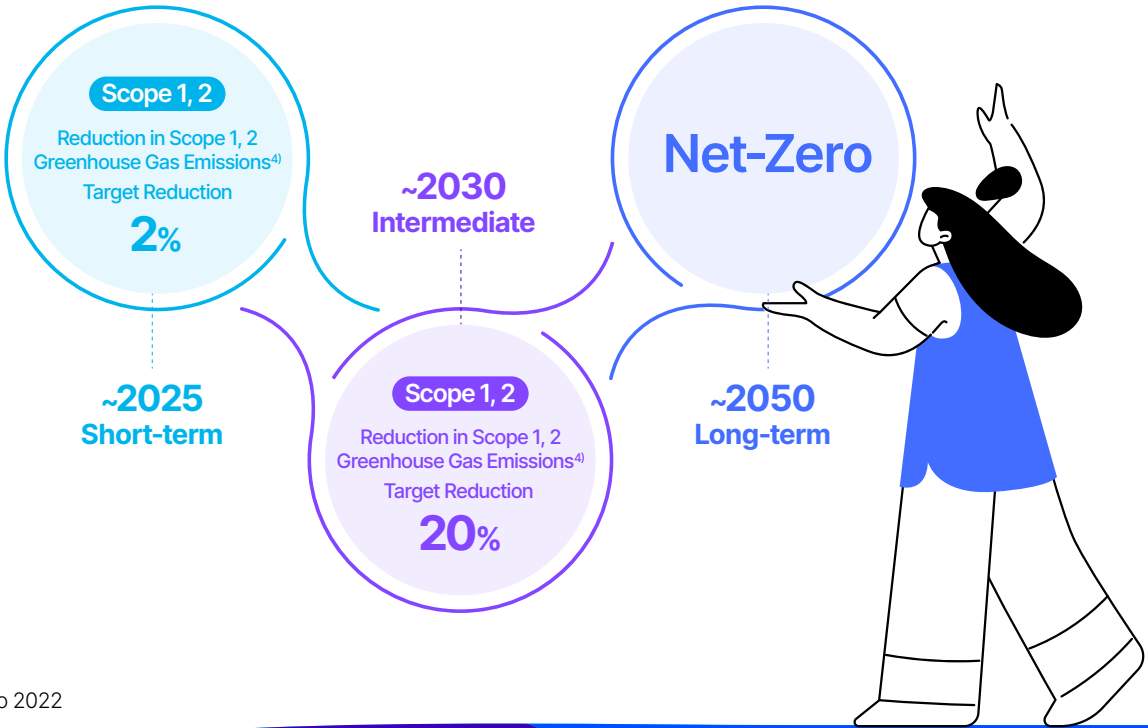 Scope 1, 2
Reduction in Scope 1, 2
Greenhouse Gas Emissions⁴⁾
Target Reduction
2%
~2025
Short-term
~2030
Intermediate
Scope 1, 2
Reduction in Scope 1, 2
Greenhouse Gas Emissions⁴⁾
Target Reduction
20%
Net-Zero
~2050
Long-term
2022